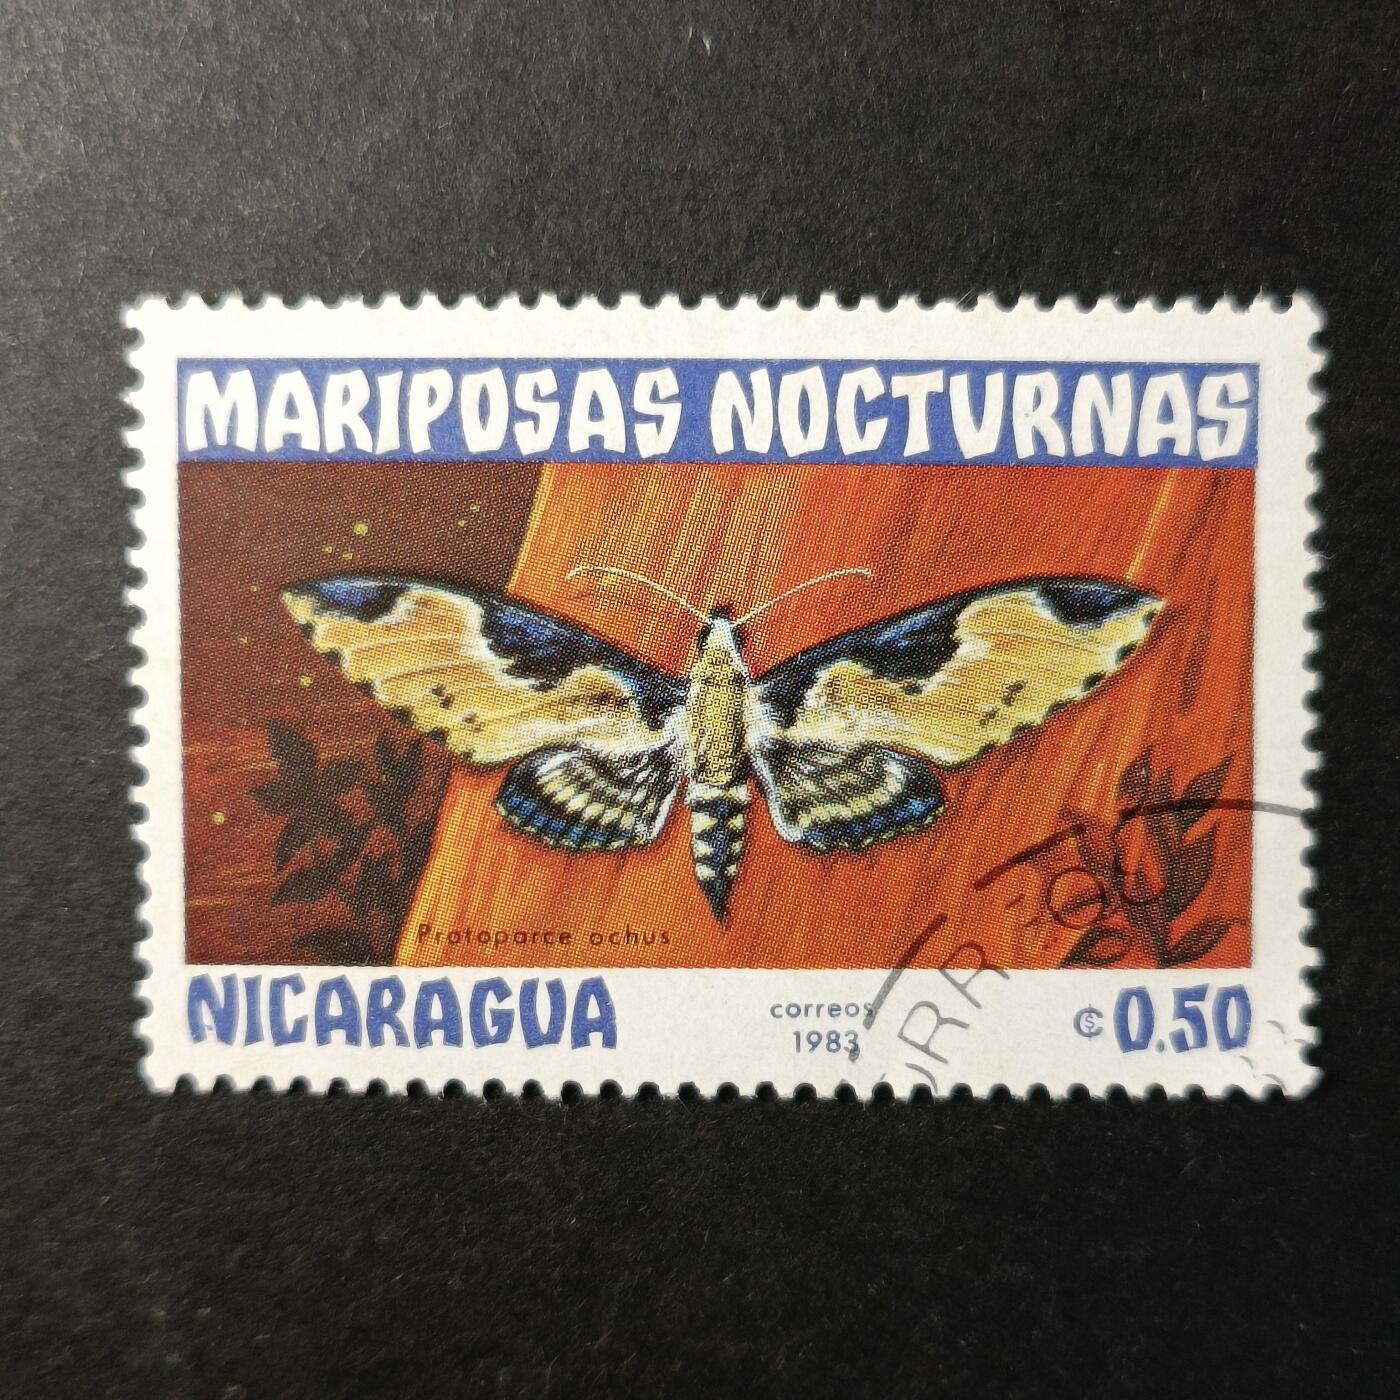 MARIPOSAS NOCTURNAS
Protoparce ochus
NICARAGUA
correos
1983
₡0.50